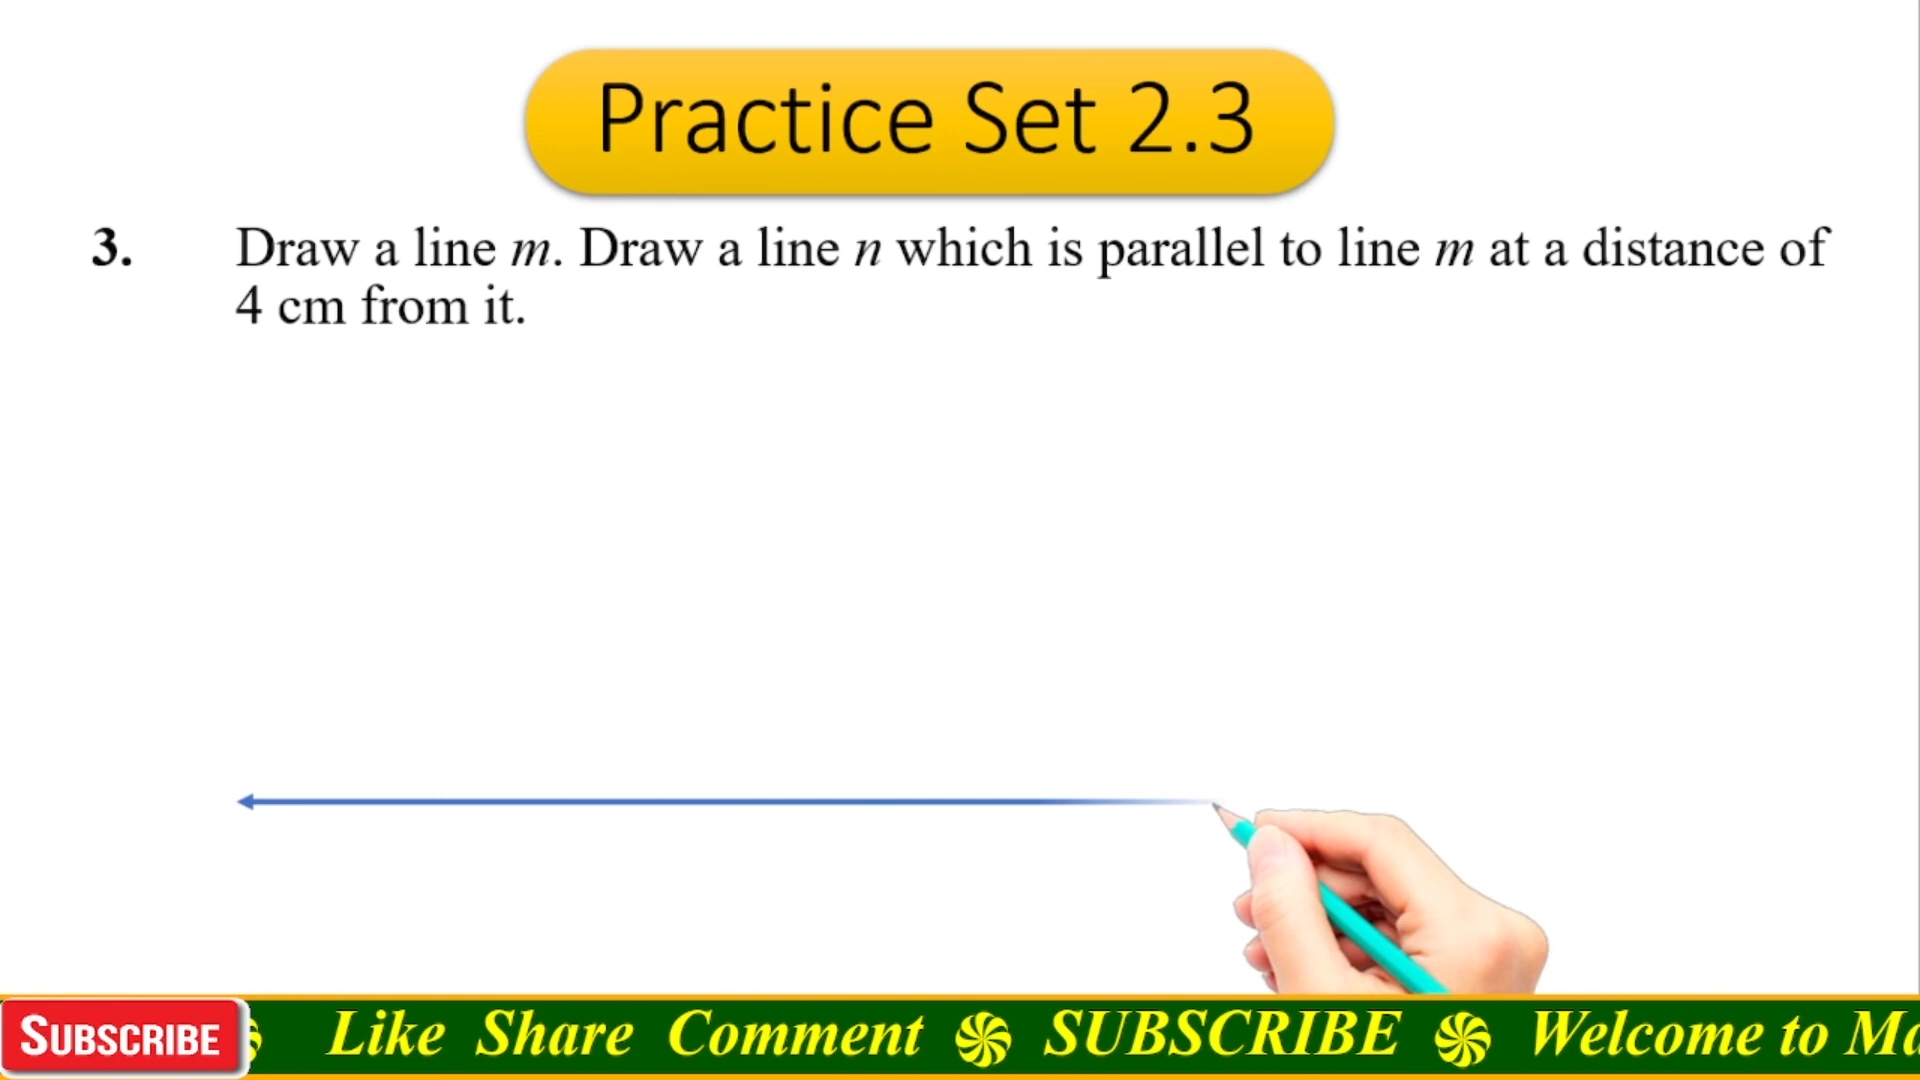 Practice Set 2.3
3. Draw a line m. Draw a line n which is parallel to line m at a distance of
4 cm from it.
SUBSCRIBE Like Share Comment SUBSCRIBE Welcome to